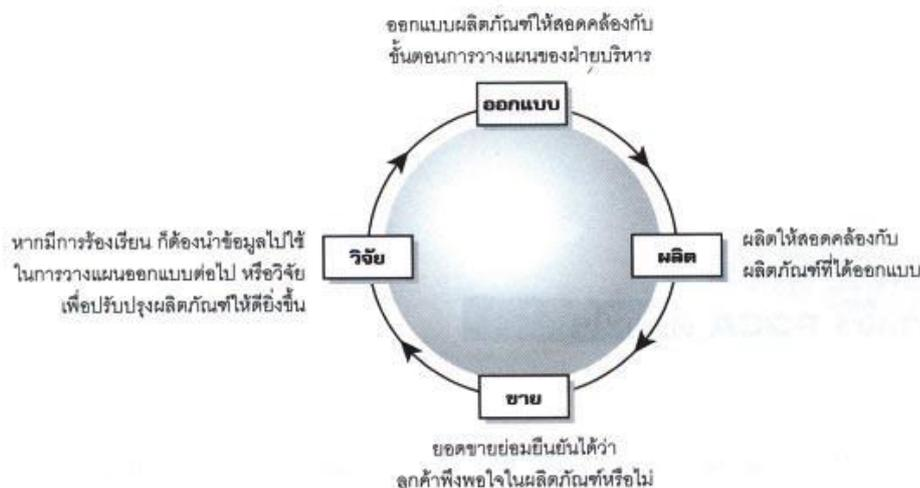 ออกแบบผลิตภัณฑ์ให้สอดคล้องกับ
ขั้นตอนการวางแผนของฝ่ายบริหาร
ออกแบบ
หากมีการร้องเรียน ก็ต้องนำข้อมูลไปใช้
ในการวางแผนออกแบบต่อไป หรือวิจัย
เพื่อปรับปรุงผลิตภัณฑ์ให้ดียิ่งขึ้น
วิจัย
ผลิต
ผลิตให้สอดคล้องกับ
ผลิตภัณฑ์ที่ได้ออกแบบ
ขาย
ยอดขายย่อมยืนยันได้ว่า
ลูกค้าพึงพอใจในผลิตภัณฑ์หรือไม่